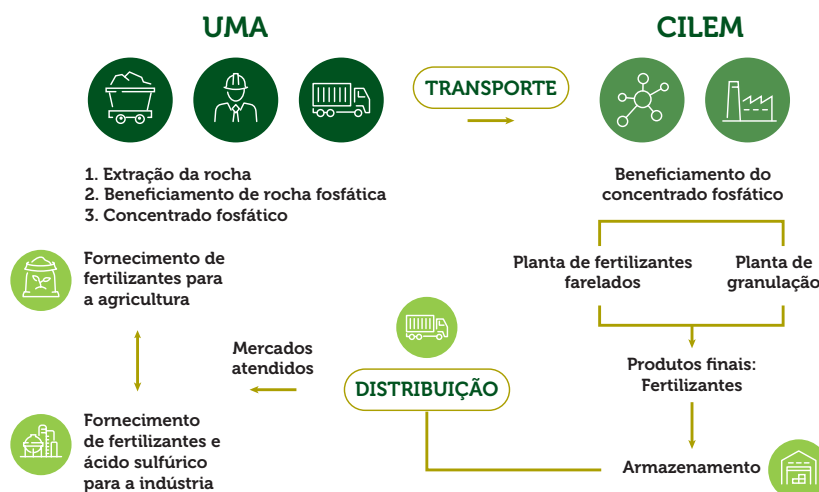 UMA
CILEM
TRANSPORTE
1. Extração da rocha
2. Beneficiamento de rocha fosfática
3. Concentrado fosfático
Beneficiamento do
concentrado fosfático
Planta de fertilizantes
farelados
Planta de
granulação
Produtos finais:
Fertilizantes
Armazenamento
DISTRIBUIÇÃO
Mercados
atendidos
Fornecimento de
fertilizantes para
a agricultura
Fornecimento
de fertilizantes e
ácido sulfúrico
para a indústria